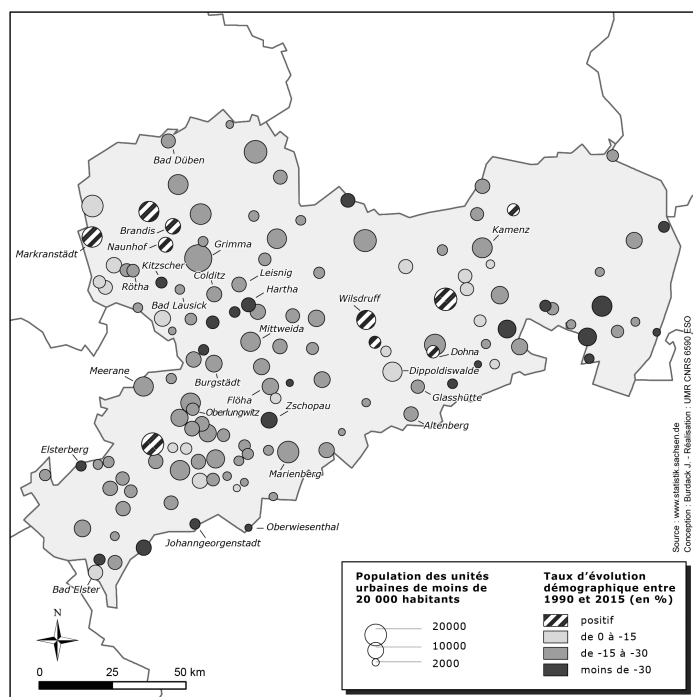 Bad Düben
Brandis
Markranstädt
Naunhof
Grimma
Kamenz
Kitzscher
Rötha
Colditz
Leisnig
Bad Lausick
Hartha
Wilsdruff
Mittweida
Dohna
Meerane
Burgstädt
Dippoldiswalde
Flöha
Glasshütte
Oberlungwitz
Zschopau
Altenberg
Elsterberg
Marienberg
Johanngeorgenstadt
Oberwiesenthal
Bad Elster
Source : www.statistik.sachsen.de
Conception : Burdack J. - Réalisation : UMR CNRS 6590 ESO
N
0 25 50 km
Population des unités
urbaines de moins de
20 000 habitants
20000
10000
2000
Taux d'évolution
démographique entre
1990 et 2015 (en %)
positif
de 0 à -15
de -15 à -30
moins de -30